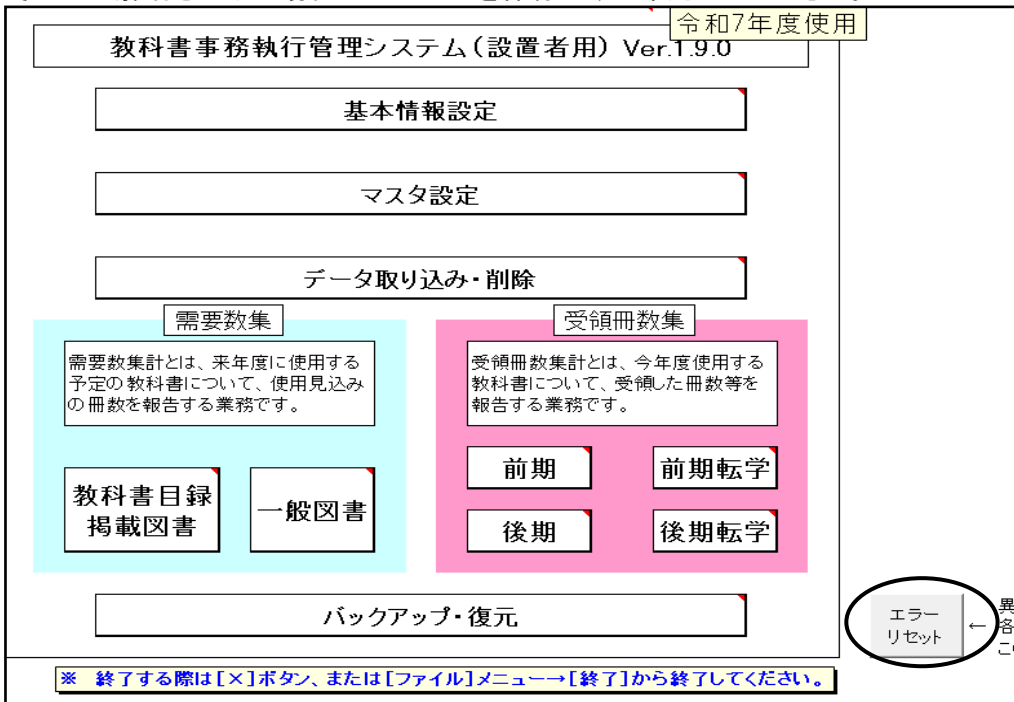 令和7年度使用
教科書事務執行管理システム(設置者用) Ver.1.9.0
基本情報設定
マスタ設定
データ取り込み・削除
需要数集
需要数集計とは、来年度に使用する
予定の教科書について、使用見込み
の冊数を報告する業務です。
教科書目録
掲載図書
一般図書
受領冊数集
受領冊数集計とは、今年度使用する
教科書について、受領した冊数等を
報告する業務です。
前期
前期転学
後期
後期転学
バックアップ・復元
エラー
リセット
←
異
各
※ 終了する際は[×]ボタン、または[ファイル]メニュー→[終了]から終了してください。